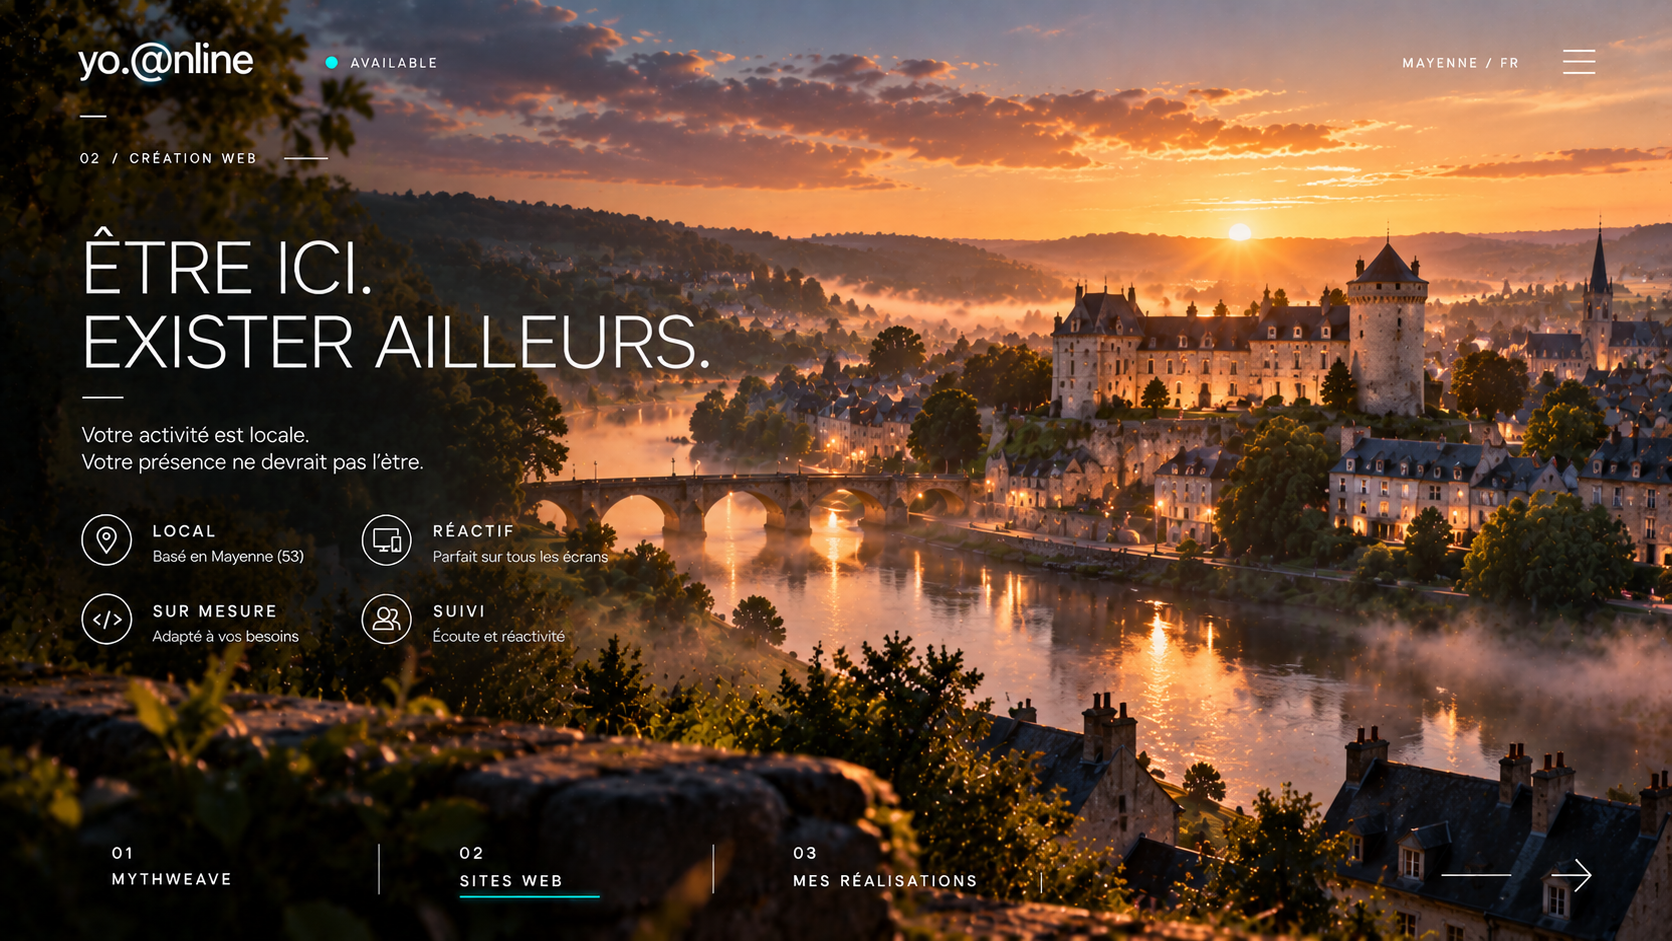 yo.@nline
AVAILABLE
MAYENNE / FR
02 / CRÉATION WEB
ÊTRE ICI.
EXISTER AILLEURS.
Votre activité est locale.
Votre présence ne devrait pas l'ètre.
LOCAL
Basé en Mayenne (53)
RÉACTIF
Parfait sur tous les écrans
SUR MESURE
Adapté à vos besoins
SUIVI
Écoute et réactivité
01
MYTHWEAVE
02
SITES WEB
03
MES RÉALISATIONS